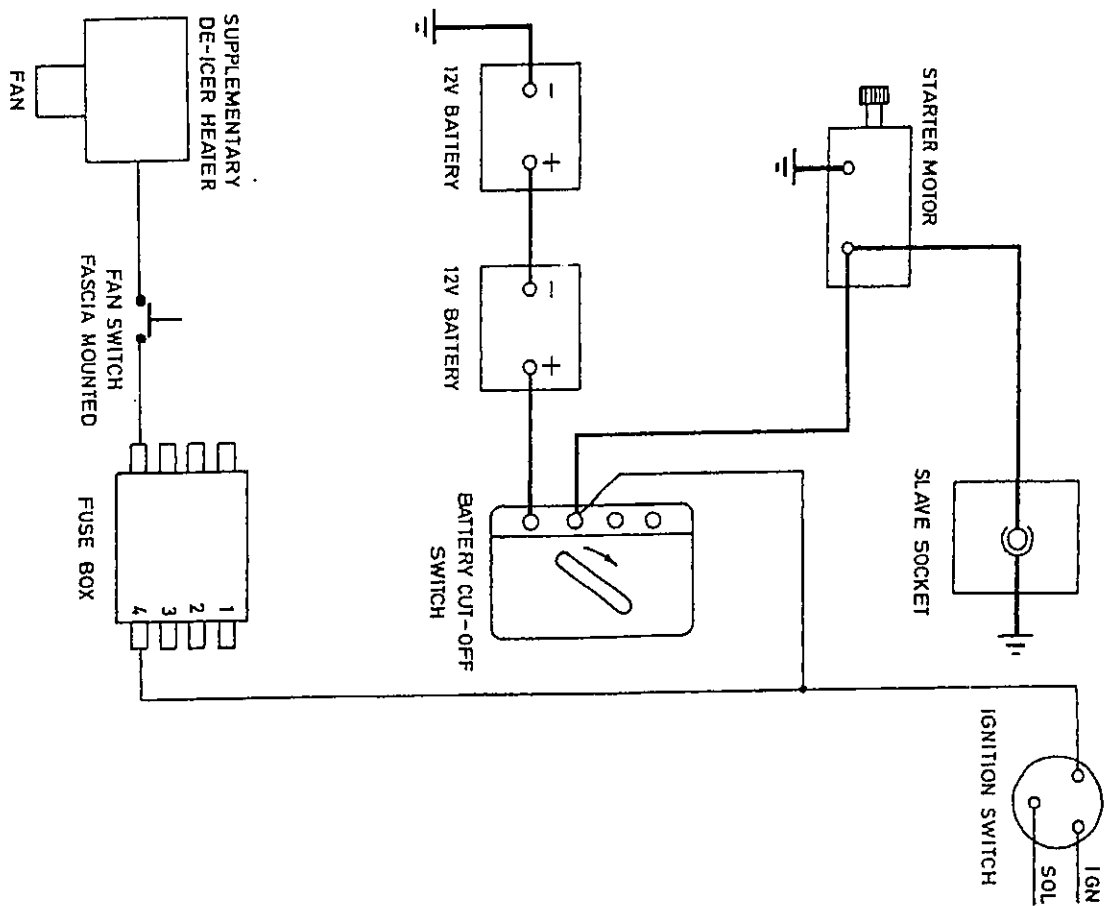 IGN
SOL
IGNITION SWITCH
STARTER MOTOR
SLAVE SOCKET
- +
- +
12V BATTERY
12V BATTERY
BATTERY CUT-OFF
SWITCH
SUPPLEMENTARY
DE-ICER HEATER
1
2
3
4
FAN SWITCH
FASCIA MOUNTED
FUSE BOX
FAN